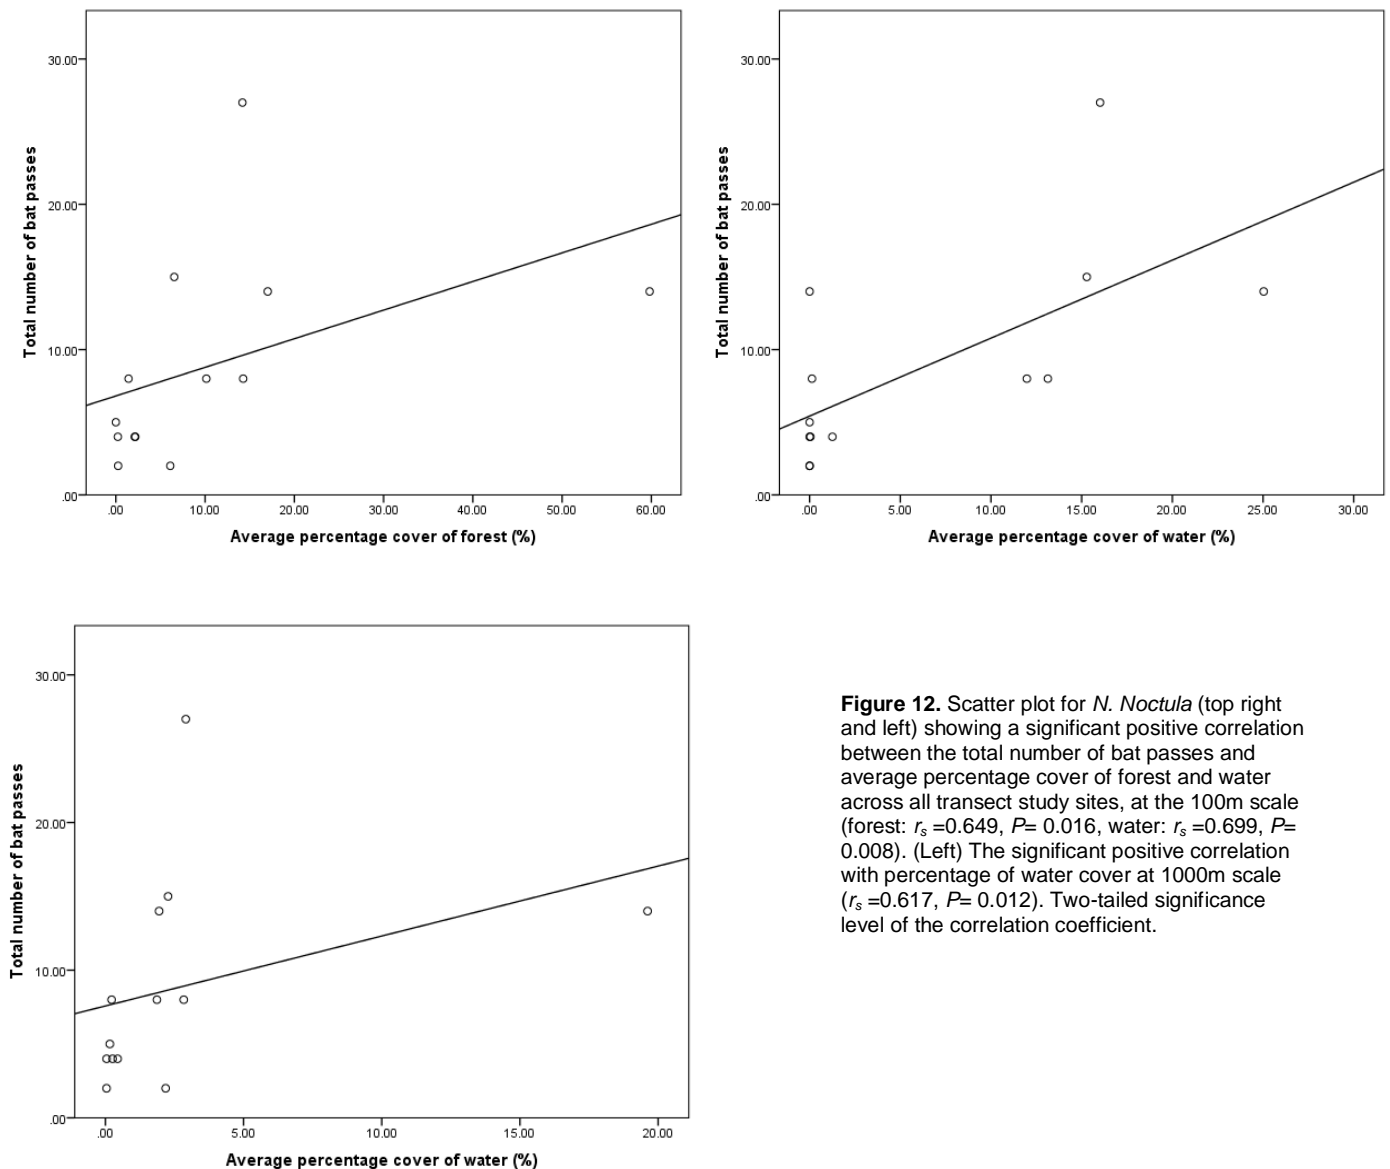 30.00
20.00
10.00
.00
Total number of bat passes
.00 10.00 20.00 30.00 40.00 50.00 60.00
Average percentage cover of forest (%)
30.00
20.00
10.00
.00
Total number of bat passes
.00 5.00 10.00 15.00 20.00 25.00 30.00
Average percentage cover of water (%)
30.00
20.00
10.00
.00
Total number of bat passes
.00 5.00 10.00 15.00 20.00
Average percentage cover of water (%)
Figure 12. Scatter plot for N. Noctula (top right
and left) showing a significant positive correlation
between the total number of bat passes and
average percentage cover of forest and water
across all transect study sites, at the 100m scale
(forest: rs =0.649, P= 0.016, water: rs =0.699, P=
0.008). (Left) The significant positive correlation
with percentage of water cover at 1000m scale
(rs =0.617, P= 0.012). Two-tailed significance
level of the correlation coefficient.